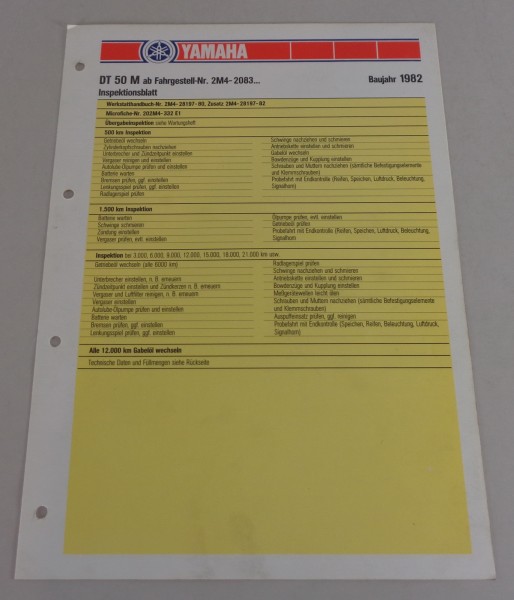 YAMAHA
DT 50 M ab Fahrgestell-Nr. 2M4-2083...
Baujahr 1982
Inspektionsblatt
Werkstatthandbuch-Nr. 2M4-28197-80, Zusatz 2M4-28197-82
Microfiche-Nr. 202M4-332 E1
Übergabeinspektion siehe Wartungsheft
500 km Inspektion
Getriebeöl wechseln
Zylinderkopfschrauben nachziehen
Unterbrecher und Zündzeitpunkt einstellen
Vergaser reinigen und einstellen
Autolube-Ölpumpe prüfen und einstellen
Batterie warten
Bremsen prüfen, ggf. einstellen
Lenkungsspiel prüfen, ggf. einstellen
Radlagerspiel prüfen
Schwinge nachziehen und schmieren
Antriebskette einstellen und schmieren
Gabelöl wechseln
Bowdenzüge und Kupplung einstellen
Schrauben und Muttern nachziehen (sämtliche Befestigungselemente
und Klemmschrauben)
Probefahrt mit Endkontrolle (Reifen, Speichen, Luftdruck, Beleuchtung,
Signalhorn)
1.000 km Inspektion
Batterie warten
Schwinge schmieren
Zündung einstellen
Vergaser prüfen, evtl. einstellen
Ölpumpe prüfen, evtl. einstellen
Getriebeöl prüfen
Probefahrt mit Endkontrolle (Reifen, Speichen, Luftdruck, Beleuchtung,
Signalhorn
Inspektion bei 3.000, 6.000, 9.000, 12.000, 15.000, 18.000, 21.000 km usw.
Getriebeöl wechseln (alle 6000 km)
Unterbrecher einstellen, n. B. erneuern
Zündzeitpunkt einstellen und Zündkerzen n. B. erneuern
Vergaser und Luftfilter reinigen, n. B. erneuern
Vergaser einstellen
Autolube-Ölpumpe prüfen, ggf. einstellen
Batterie warten
Bremsen prüfen, ggf. einstellen
Lenkungsspiel prüfen, ggf. einstellen
Radlagerspiel prüfen
Schwinge nachziehen und schmieren
Antriebskette einstellen und schmieren
Bowdenzüge und Kupplung einstellen
Meßgerätewellen leicht ölen
Schrauben und Muttern nachziehen (sämtliche Befestigungselemente
und Klemmschrauben)
Auspuffeinsatz prüfen, ggf. reinigen
Probefahrt mit Endkontrolle (Speichen, Reifen, Beleuchtung, Luftdruck,
Signalhorn)
Alle 12.000 km Gabelöl wechseln
Technische Daten und Füllmengen siehe Rückseite